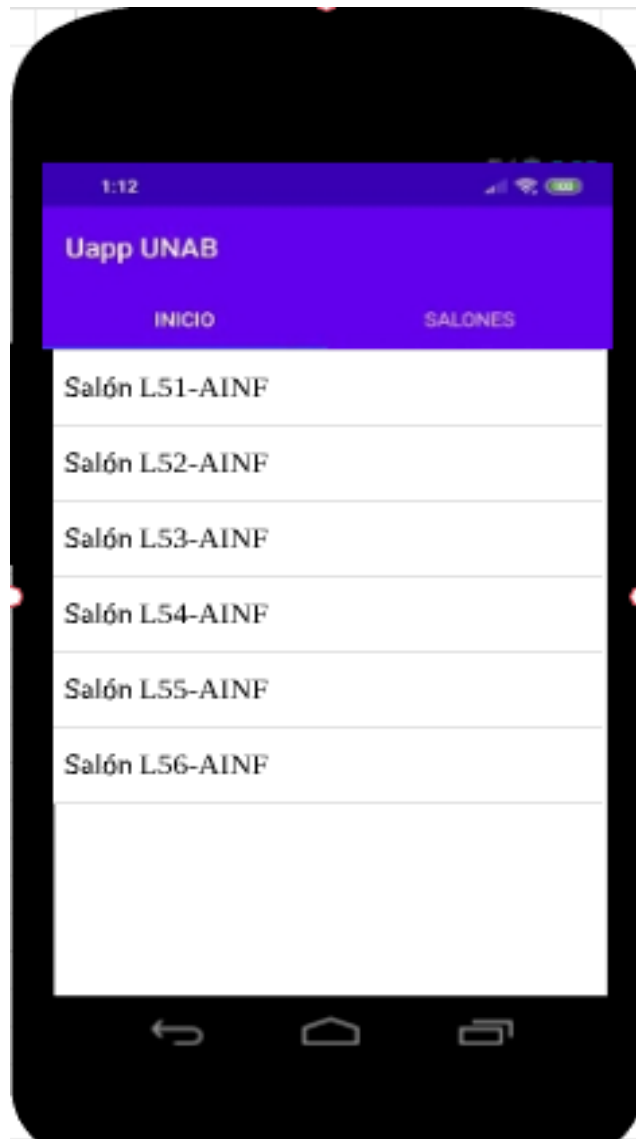 1:12
Uapp UNAB
INICIO SALONES
Salón L51-AINF
Salón L52-AINF
Salón L53-AINF
Salón L54-AINF
Salón L55-AINF
Salón L56-AINF